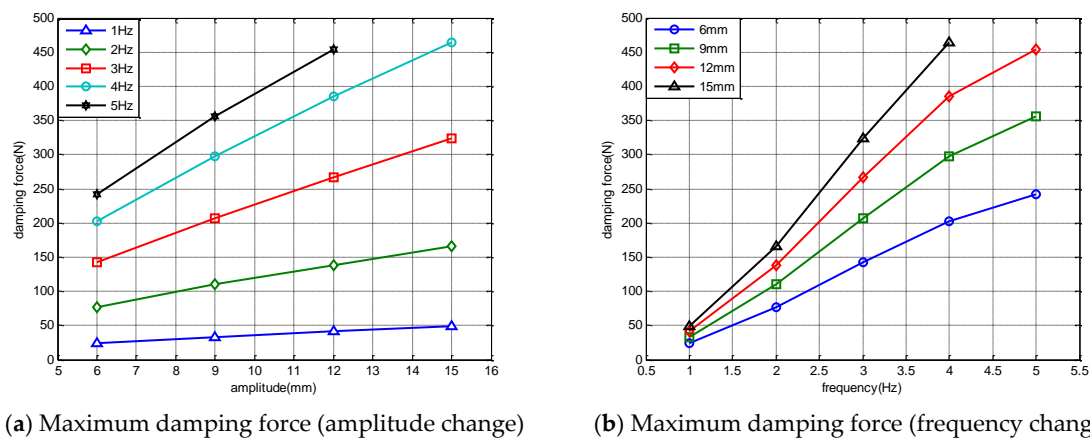 500
450
400
350
300
250
200
150
100
50
0
damping force(N)
1Hz
2Hz
3Hz
4Hz
5Hz
5 6 7 8 9 10 11 12 13 14 15 16
amplitude(mm)
(a) Maximum damping force (amplitude change)
500
450
400
350
300
250
200
150
100
50
0
damping force(N)
6mm
9mm
12mm
15mm
0.5 1 1.5 2 2.5 3 3.5 4 4.5 5 5.5
frequency(Hz)
(b) Maximum damping force (frequency chang